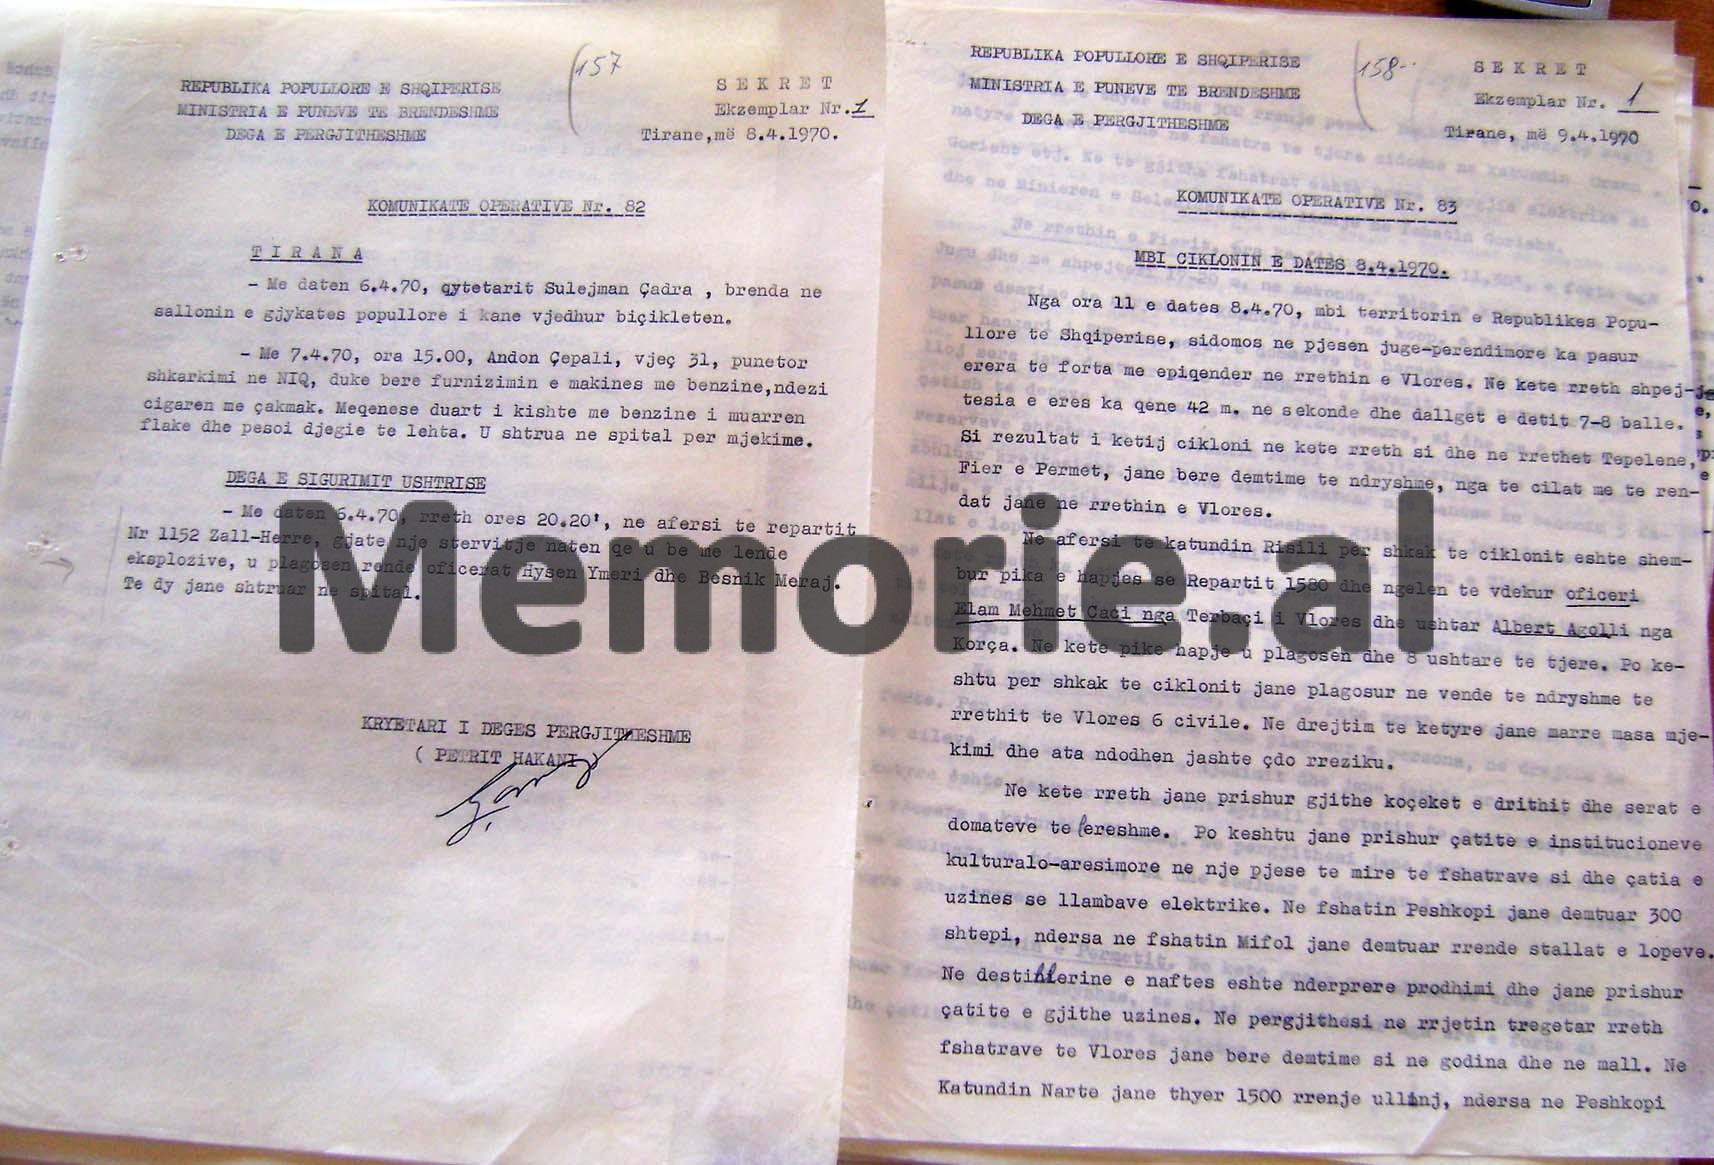 157
REPUBLIKA POPULLORE E SHQIPERISE
MINISTRIA E PUNEVE TE BRENDESHME
DEGA E PERGJITHESHME
SEKRET
Ekzemplar Nr. 1
Tirane,më 8.4.1970.
KOMUNIKATE OPERATIVE Nr. 82
TIRANA
- Me daten 6.4.70, qytetarit Sulejman Çadra , brenda ne
sallonin e gjykates popullore i kane vjedhur biçikleten.
- Me 7.4.70, ora 15.00, Andon Çepali, vjeç 31, punetor
shkarkimi ne NIQ, duke bere furnizimin e makines me benzine,ndezi
cigaren me çakmak. Meqenese duart i kishte me benzine i muarren
flake dhe pesoi djegie te lehta. U shtrua ne spital per mjekime.
DEGA E SIGURIMIT USHTRISE
- Me daten 6.4.70, rreth ores 20.20', ne afersi te repartit
Nr 1152 Zall-Herre, gjate nje stervitje naten qe u be me lende
eksplozive, u plagosen rende oficerat Hysen Ymeri dhe Besnik Meraj.
Te dy jane shtruar ne spital.
KRYETARI I DEGES PERGJITHESHME
( PETRIT HAKANI )
158
REPUBLIKA POPULLORE E SHQIPERISE
MINISTRIA E PUNEVE TE BRENDESHME
DEGA E PERGJITHESHME
SEKRET
Ekzemplar Nr. 1
Tirane, më 9.4.1970
KOMUNIKATE OPERATIVE Nr. 83
MBI CIKLONIN E DATES 8.4.1970.
Nga ora 11 e dates 8.4.70, mbi territorin e Republikes Popu-
llore te Shqiperise, sidomos ne pjesen juge-perendimore ka pasur
erera te forta me epiqender ne rrethin e Vlores. Ne kete rreth shpej-
tesia e eres ka qene 42 m. ne sekonde dhe dallget e detit 7-8 balle.
Si rezultat i ketij cikloni ne kete rreth si dhe ne rrethet Tepelene,
Fier e Permet, jane bere demtime te ndryshme, nga te cilat me te ren-
dat jane ne rrethin e Vlores.
Ne afersi te katundin Risili per shkak te ciklonit eshte shem-
bur pika e hapjes se Repartit 1580 dhe ngelen te vdekur oficeri
Elam Mehmet Caci nga Terbaçi i Vlores dhe ushtar Albert Agolli nga
Korça. Ne kete pike hapje u plagosen dhe 8 ushtare te tjere. Po ke-
shtu per shkak te ciklonit jane plagosur ne vende te ndryshme te
rrethit te Vlores 6 civile. Ne drejtim te ketyre jane marre masa mje-
kimi dhe ata ndodhen jashte çdo rreziku.
Ne kete rreth jane prishur gjithe koçeket e drithit dhe serat e
domateve te fereshme. Po keshtu jane prishur çatite e institucioneve
kulturalo-aresimore ne nje pjese te mire te fshatrave si dhe çatia e
uzines se llambave elektrike. Ne fshatin Peshkopi jane demtuar 300
shtepi, ndersa ne fshatin Mifol jane demtuar rrende stallat e lopeve.
Ne destillerine e naftes eshte nderprere prodhimi dhe jane prishur
çatite e gjithe uzines. Ne pergjithesi ne rrjetin tregetar rreth
fshatrave te Vlores jane bere demtime si ne godina dhe ne mall. Ne
Katundin Narte jane thyer 1500 rrenje ullinj, ndersa ne Peshkopi
Memorie.al